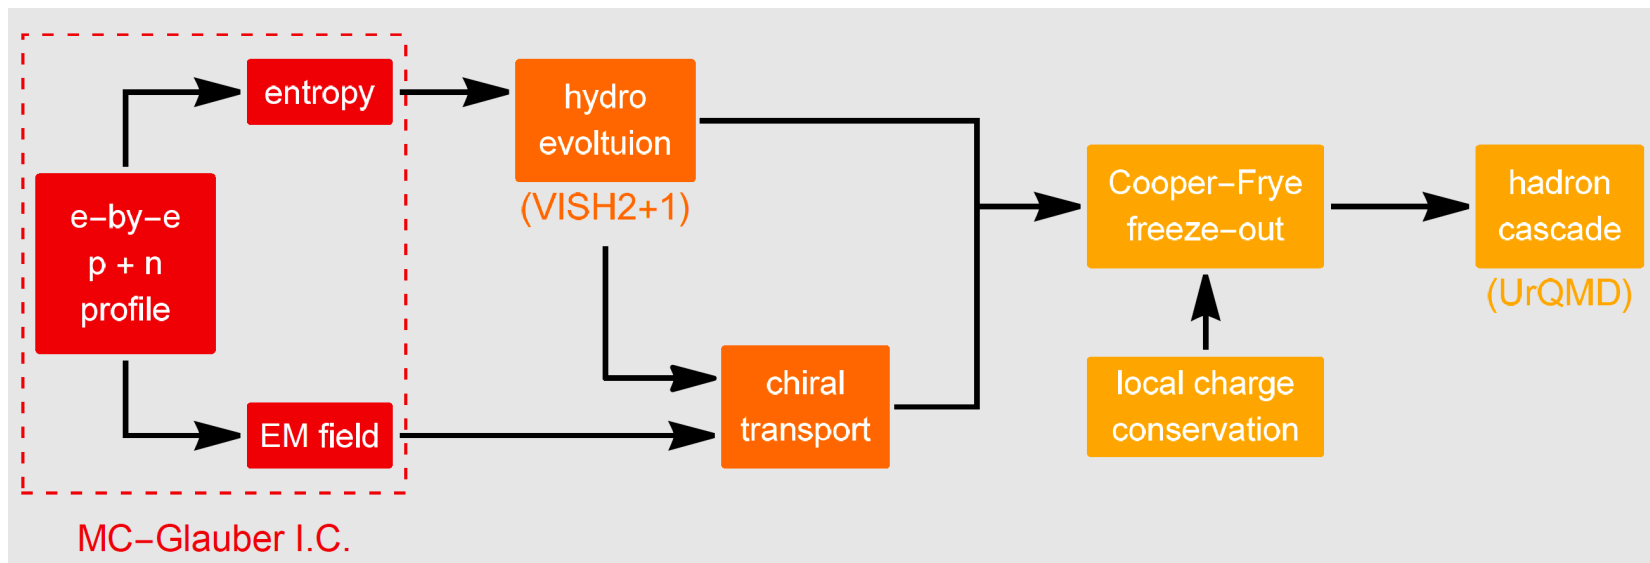 entropy
e-by-e
p + n
profile
EM field
MC-Glauber I.C.
hydro
evoltuion
(VISH2+1)
chiral
transport
Cooper-Frye
freeze-out
local charge
conservation
hadron
cascade
(UrQMD)